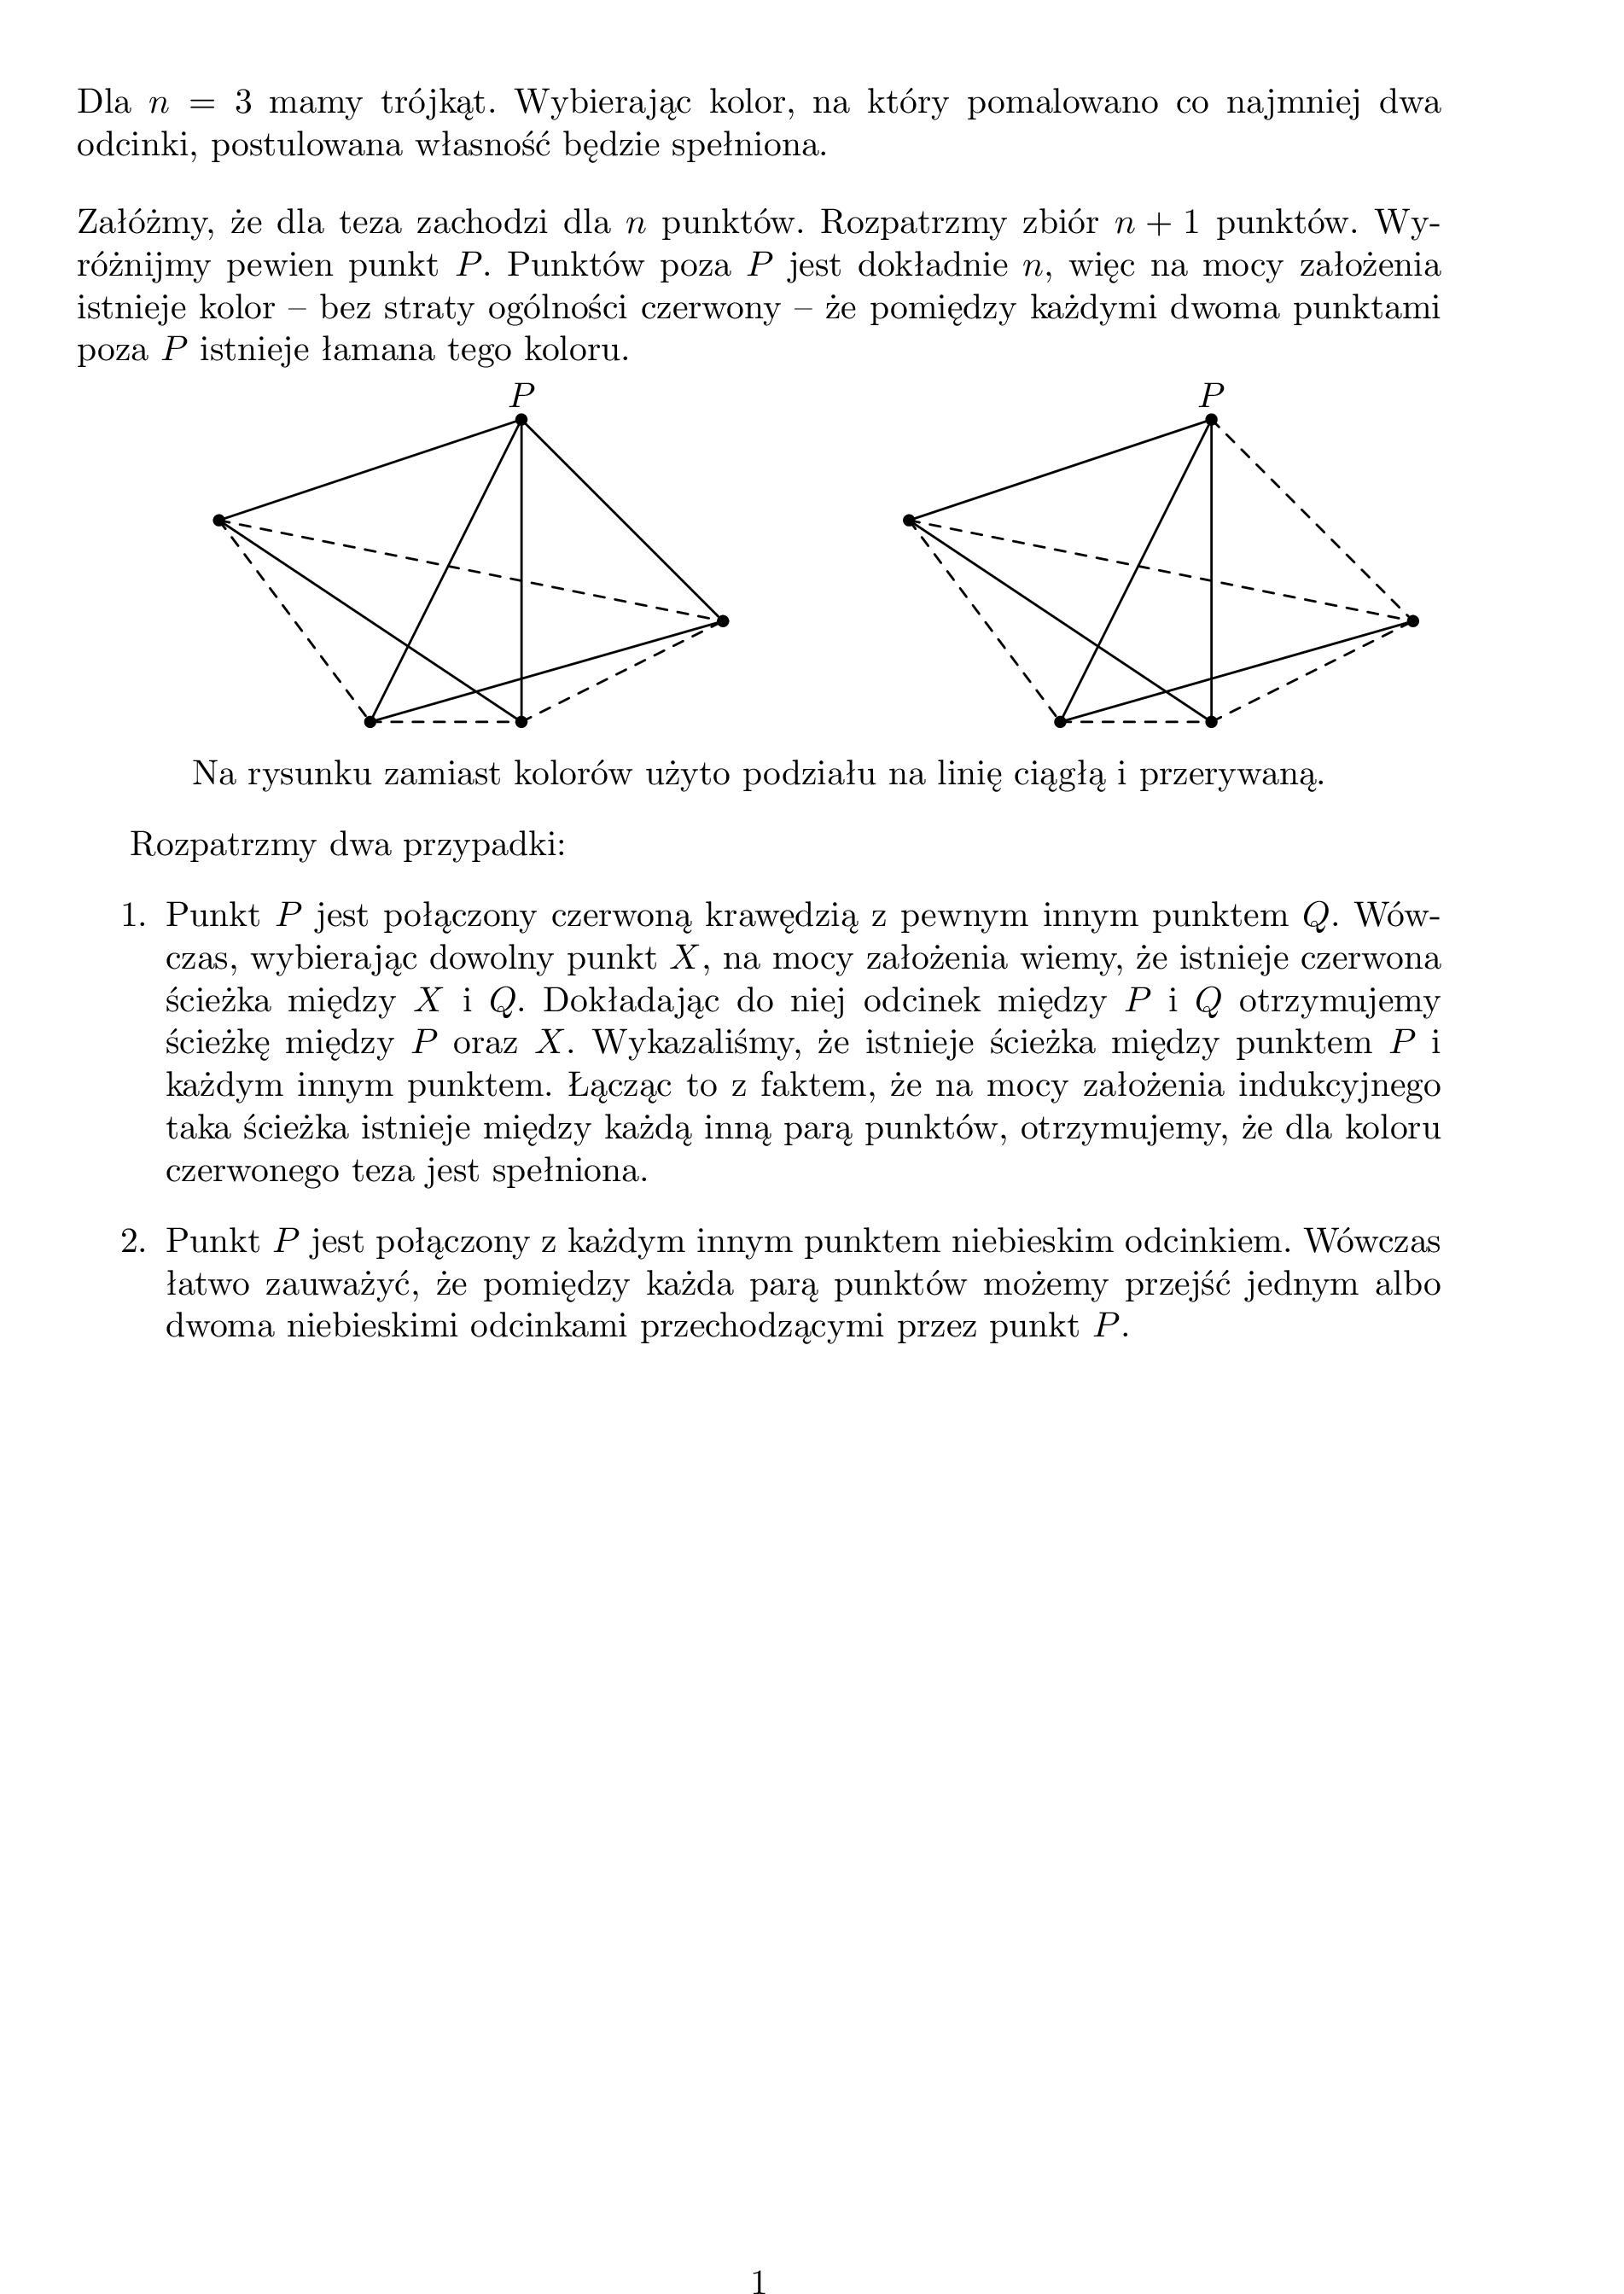 Dla n = 3 mamy trójkąt. Wybierając kolor, na który pomalowano co najmniej dwa
odcinki, postulowana własność będzie spełniona.
Załóżmy, że dla teza zachodzi dla n punktów. Rozpatrzmy zbiór n + 1 punktów. Wy-
różnijmy pewien punkt P. Punktów poza P jest dokładnie n, więc na mocy założenia
istnieje kolor – bez straty ogólności czerwony – że pomiędzy każdymi dwoma punktami
poza P istnieje łamana tego koloru.
P P
Na rysunku zamiast kolorów użyto podziału na linię ciągłą i przerywaną.
Rozpatrzmy dwa przypadki:
1. Punkt P jest połączony czerwoną krawędzią z pewnym innym punktem Q. Wów-
czas, wybierając dowolny punkt X, na mocy założenia wiemy, że istnieje czerwona
ścieżka między X i Q. Dokładając do niej odcinek między P i Q otrzymujemy
ścieżkę między P oraz X. Wykazaliśmy, że istnieje ścieżka między punktem P i
każdym innym punktem. Łącząc to z faktem, że na mocy założenia indukcyjnego
taka ścieżka istnieje między każdą inną parą punktów, otrzymujemy, że dla koloru
czerwonego teza jest spełniona.
2. Punkt P jest połączony z każdym innym punktem niebieskim odcinkiem. Wówczas
łatwo zauważyć, że pomiędzy każda parą punktów możemy przejść jednym albo
dwoma niebieskimi odcinkami przechodzącymi przez punkt P.
1